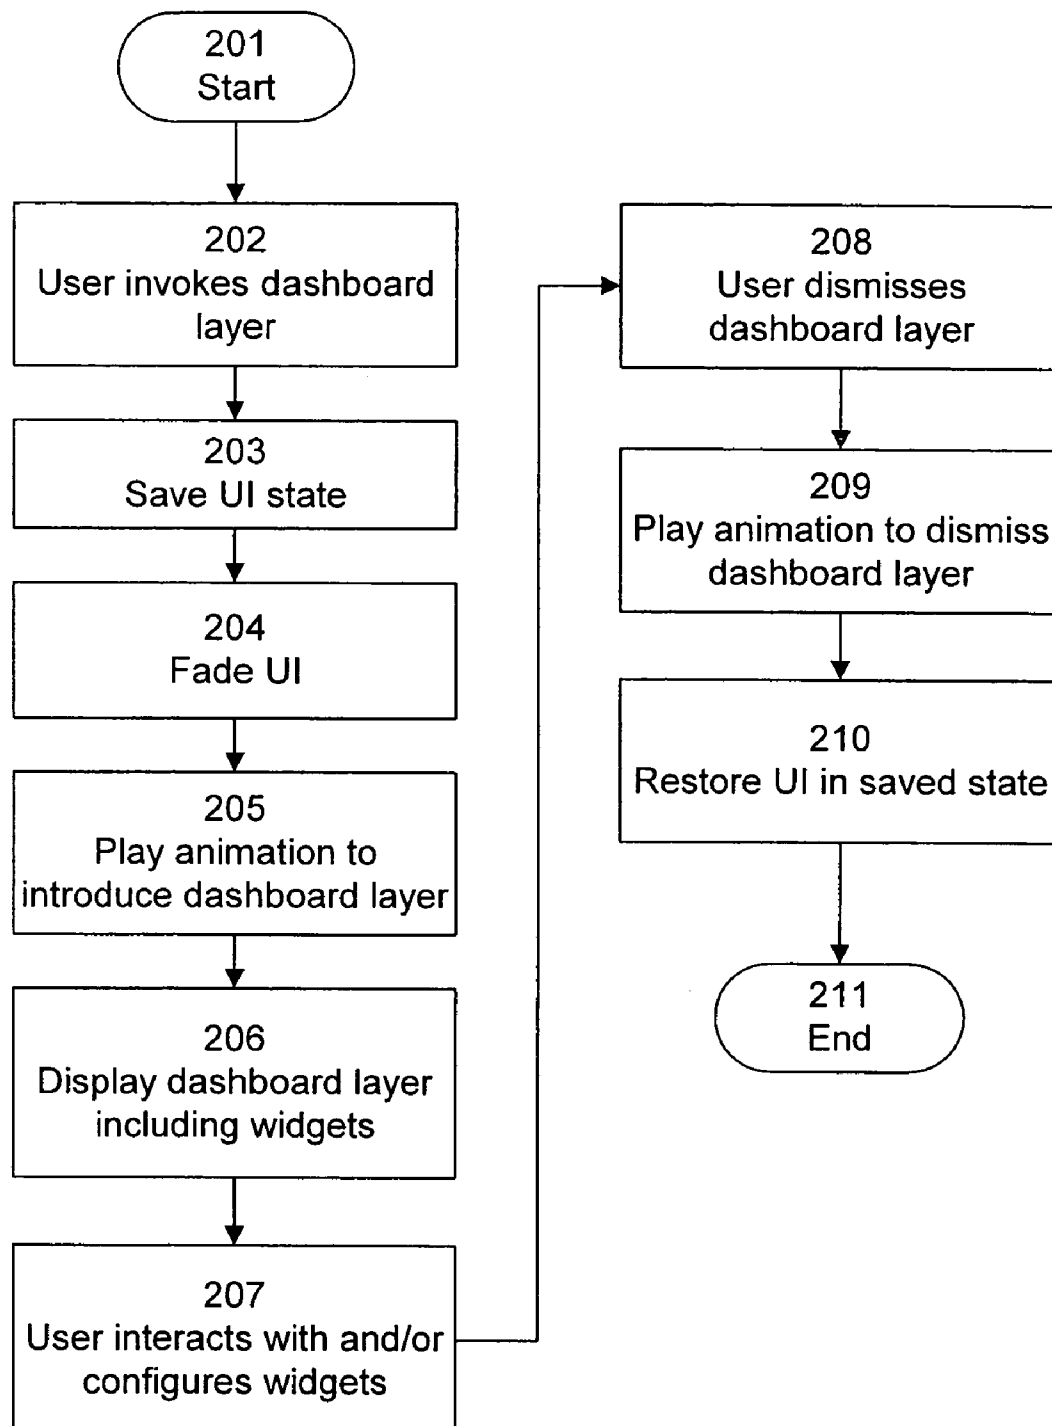 201
Start
202
User invokes dashboard
layer
203
Save UI state
204
Fade UI
205
Play animation to
introduce dashboard layer
206
Display dashboard layer
including widgets
207
User interacts with and/or
configures widgets
208
User dismisses
dashboard layer
209
Play animation to dismiss
dashboard layer
210
Restore UI in saved state
211
End